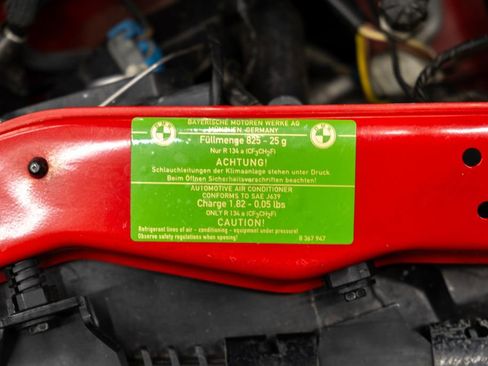 BAYERISCHE MOTOREN WERKE AG
MÜNCHEN, GERMANY
Füllmenge 825 - 25 g
Nur R 134 a (CF₃CH₂F)
ACHTUNG!
Schlauchleitungen der Klimaanlage stehen unter Druck
Beim Öffnen Sicherheitsvorschriften beachten!
AUTOMOTIVE AIR CONDITIONER
CONFORMS TO SAE J639
Charge 1.82 - 0.05 lbs
ONLY R 134 a (CF₃CH₂F)
CAUTION!
Refrigerant lines of air - conditioning - equipment under pressure!
Observe safety regulations when opening!
8 367 947